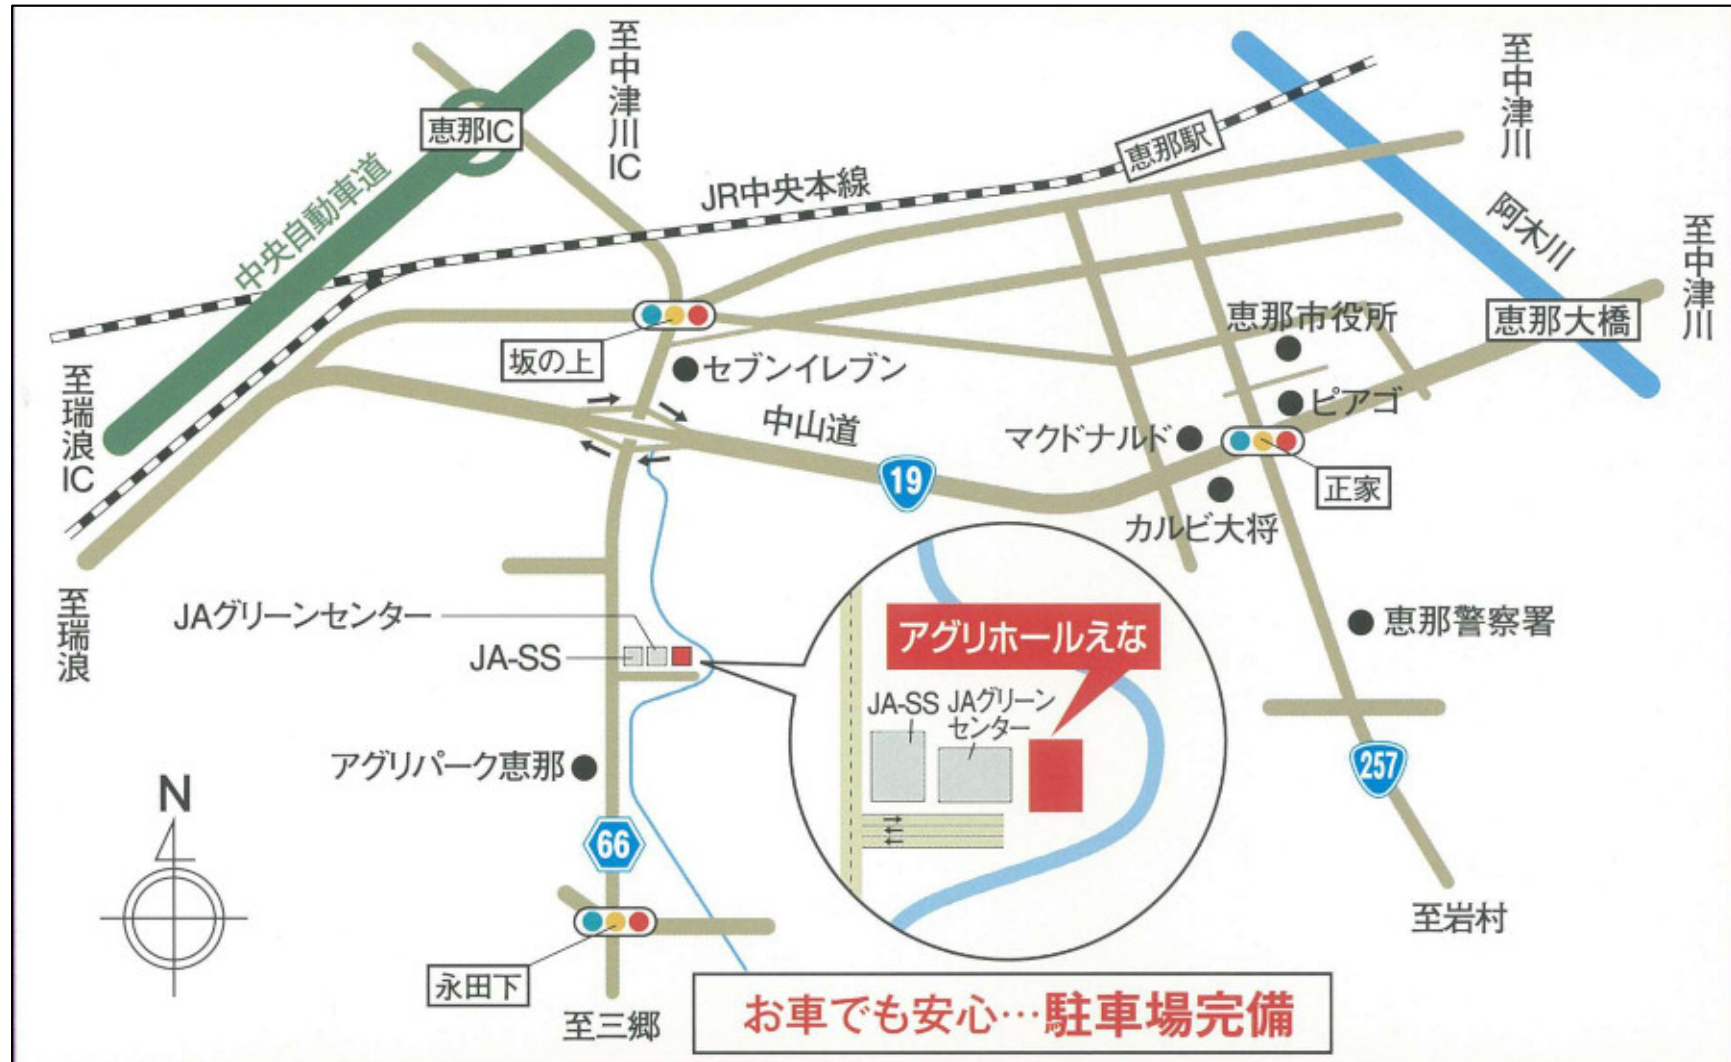 至中津川IC
恵那IC
中央自動車道
JR中央本線
恵那駅
至中津川
阿木川
至中津川
恵那大橋
恵那市役所
坂の上
セブンイレブン
ピアゴ
至瑞浪IC
中山道
マクドナルド
19
正家
カルビ大将
至瑞浪
JAグリーンセンター
JA-SS
アグリホールえな
恵那警察署
JA-SS
JAグリーン
センター
アグリパーク恵那
257
N
66
至岩村
永田下
至三郷
お車でも安心…駐車場完備